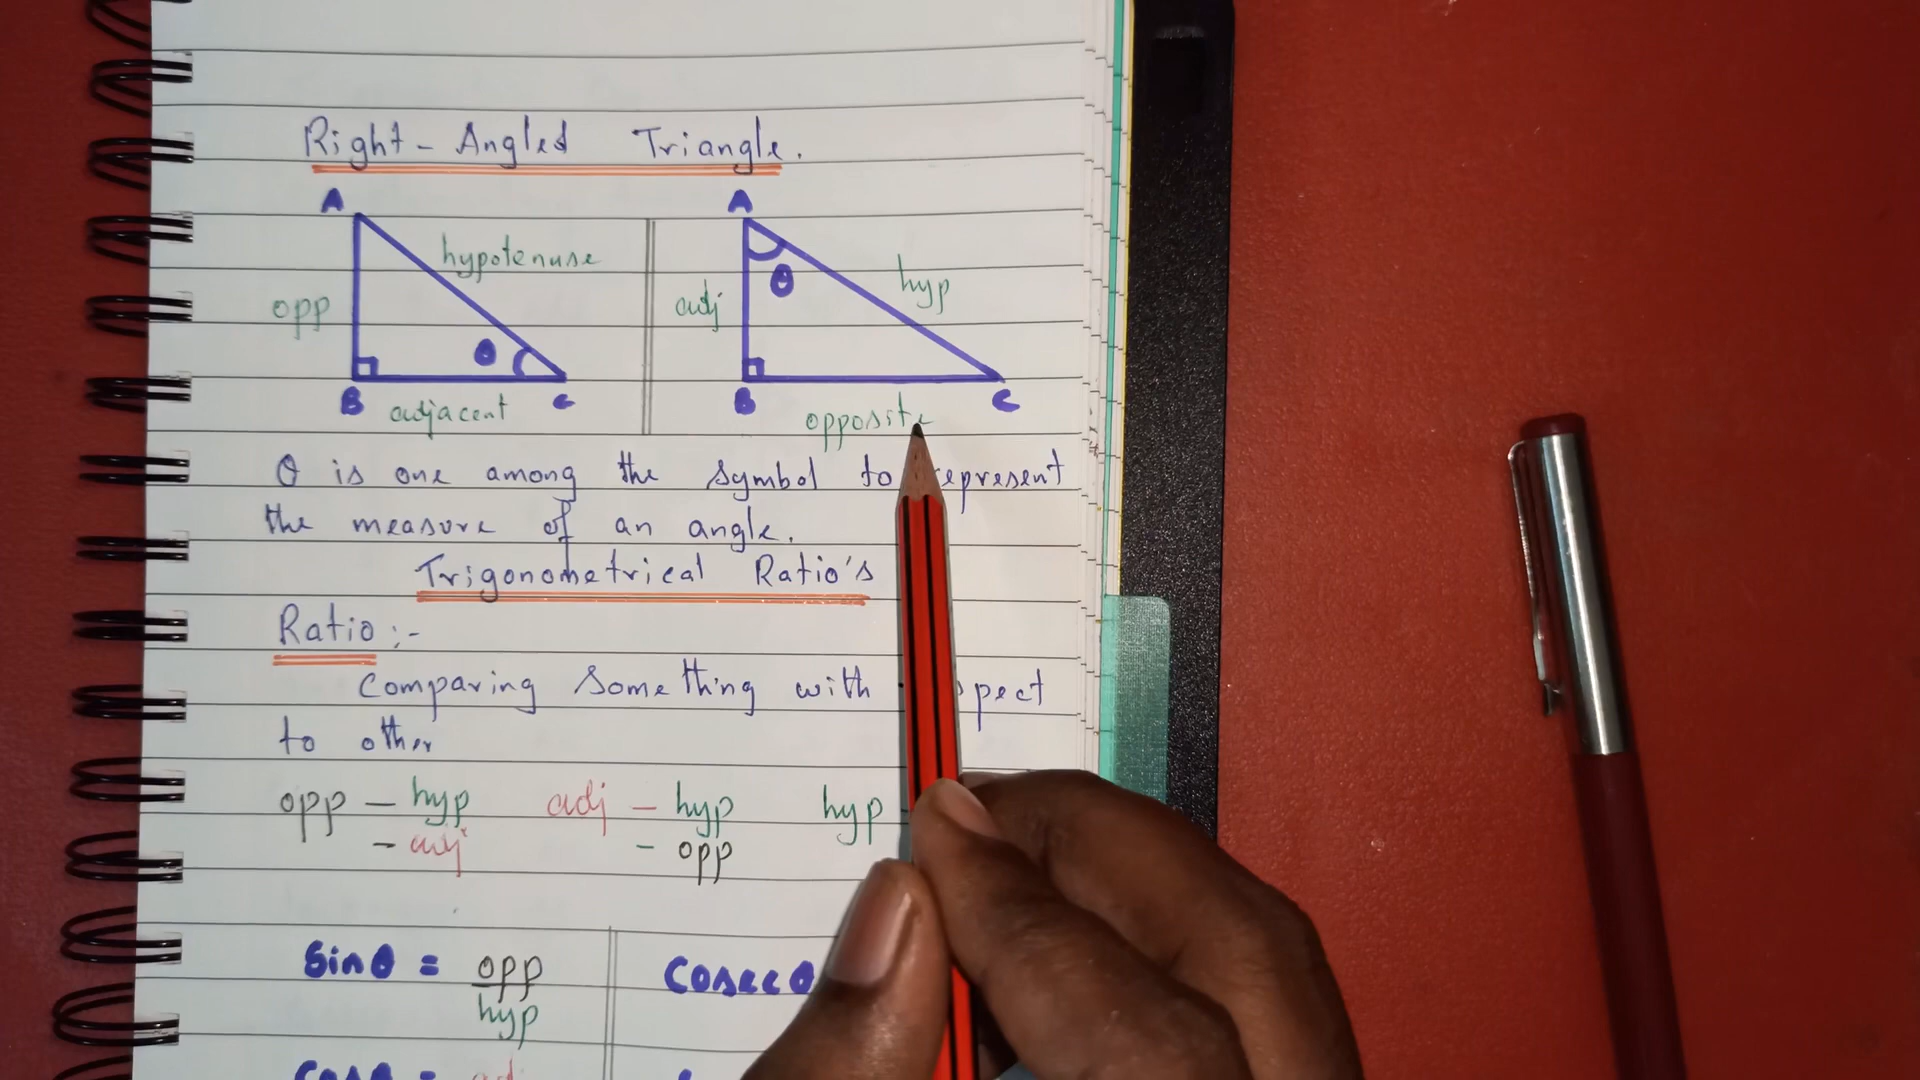 Right - Angled Triangle.
A
hypotenuse
opp
θ
B
adjacent
C
A
θ
hyp
adj
B
opposite
C
θ is one among the symbol to represent
the measure of an angle.
Trigonometrical Ratio's
Ratio :-
Comparing something with
to other
opp - hyp
- adj
adj - hyp
- opp
hyp
Sinθ = opp
hyp
Cosecθ
Cosθ = adj